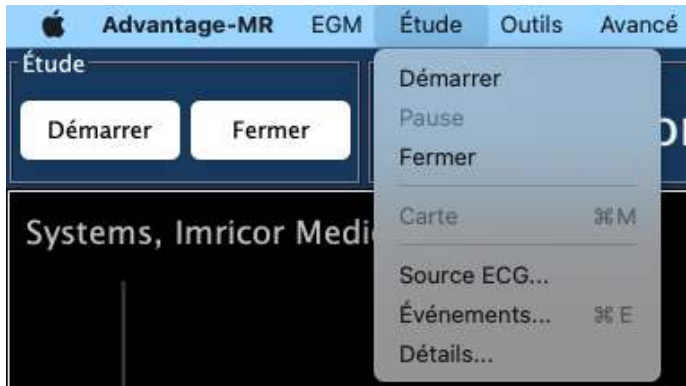 Advantage-MR EGM Étude Outils Avancé
Étude
Démarrer Fermer
Démarrer
Pause
Fermer
Carte ⌘M
Source ECG...
Événements... ⌘E
Détails...
Systems, Imricor